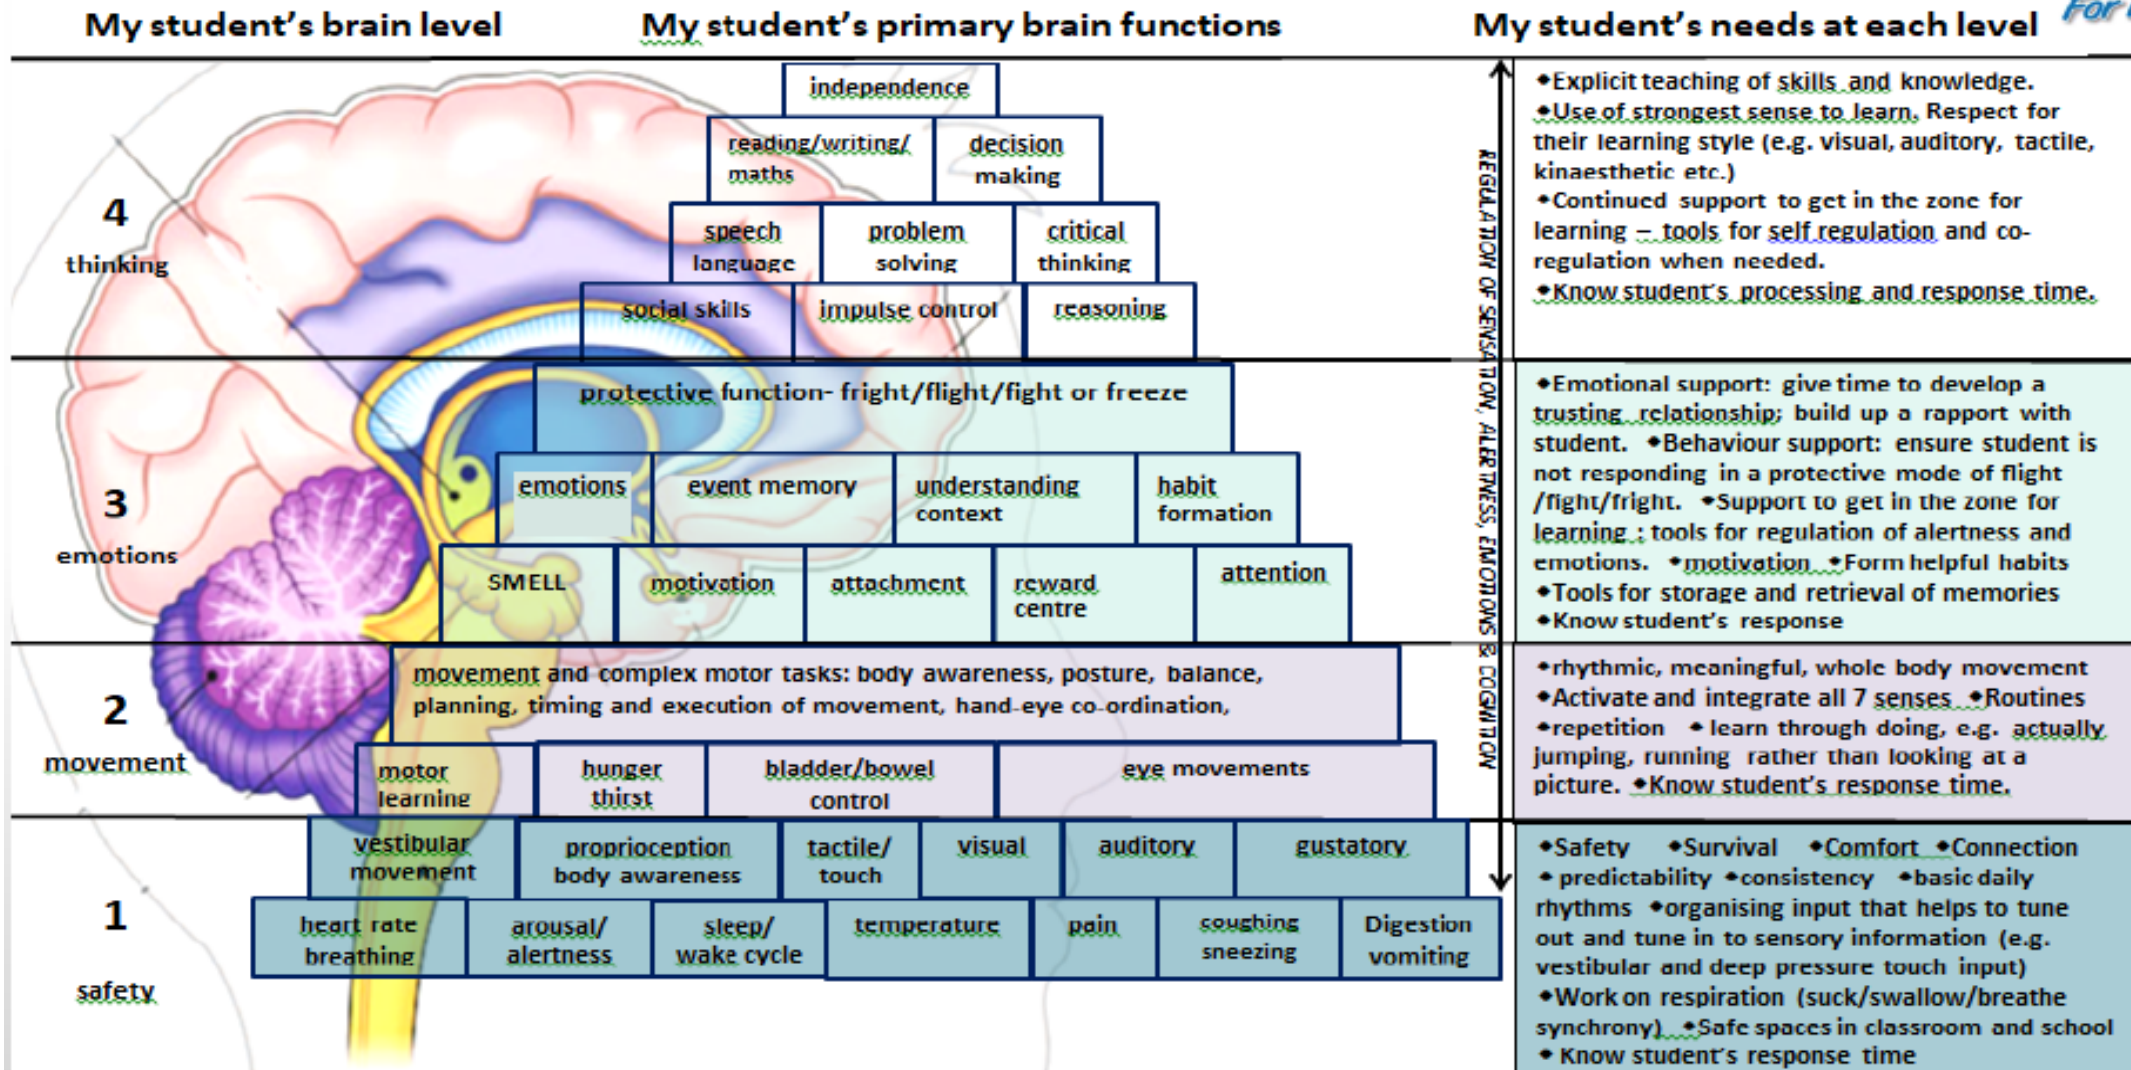 For
My student's brain level
My student's primary brain functions
My student's needs at each level
4
thinking
independence
reading/writing/
maths
decision
making
speech
language
problem
solving
critical
thinking
social skills
impulse control
reasoning
◆Explicit teaching of skills and knowledge.
◆Use of strongest sense to learn. Respect for
their learning style (e.g. visual, auditory, tactile,
kinaesthetic etc.)
◆Continued support to get in the zone for
learning – tools for self regulation and co-
regulation when needed.
◆Know student's processing and response time.
REGULATION OF SENSATION, ALERTNESS, EMOTIONS & COGNITION
3
emotions
protective function- fright/flight/fight or freeze
emotions
event memory
understanding
context
habit
formation
SMELL
motivation
attachment
reward
centre
attention
◆Emotional support: give time to develop a
trusting relationship; build up a rapport with
student. ◆Behaviour support: ensure student is
not responding in a protective mode of flight
/fight/fright. ◆Support to get in the zone for
learning : tools for regulation of alertness and
emotions. ◆motivation ◆Form helpful habits
◆Tools for storage and retrieval of memories
◆Know student's response
2
movement
movement and complex motor tasks: body awareness, posture, balance,
planning, timing and execution of movement, hand-eye co-ordination,
motor
learning
hunger
thirst
bladder/bowel
control
eye movements
◆rhythmic, meaningful, whole body movement
◆Activate and integrate all 7 senses ◆Routines
◆repetition ◆ learn through doing, e.g. actually
jumping, running rather than looking at a
picture. ◆Know student's response time.
1
safety
vestibular
movement
proprioception
body awareness
tactile/
touch
visual
auditory
gustatory
heart rate
breathing
arousal/
alertness
sleep/
wake cycle
temperature
pain
coughing
sneezing
Digestion
vomiting
◆Safety ◆Survival ◆Comfort ◆Connection
◆ predictability ◆consistency ◆basic daily
rhythms ◆organising input that helps to tune
out and tune in to sensory information (e.g.
vestibular and deep pressure touch input)
◆Work on respiration (suck/swallow/breathe
synchrony) ◆Safe spaces in classroom and school
◆ Know student's response time